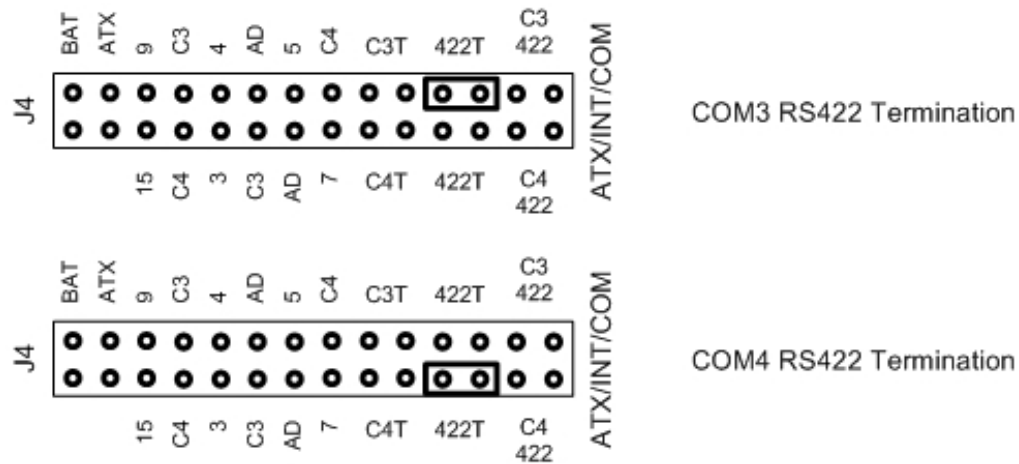 BAT ATX 9 C3 4 AD 5 C4 C3T 422T C3
422
J4
ATX/INT/COM
COM3 RS422 Termination
15 C4 3 C3 AD 7 C4T 422T C4
422
BAT ATX 9 C3 4 AD 5 C4 C3T 422T C3
422
J4
ATX/INT/COM
COM4 RS422 Termination
15 C4 3 C3 AD 7 C4T 422T C4
422